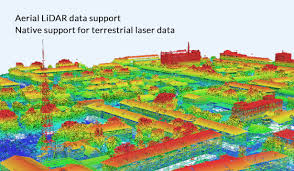 Aerial LiDAR data support
Native support for terrestrial laser data